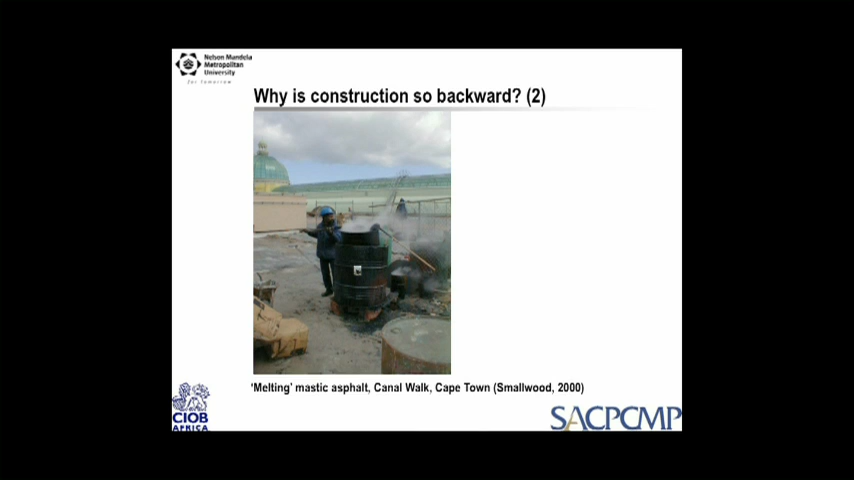 Nelson Mandela
Metropolitan
University
for tomorrow
Why is construction so backward? (2)
'Melting' mastic asphalt, Canal Walk, Cape Town (Smallwood, 2000)
CIOB
AFRICA
SACPCMP